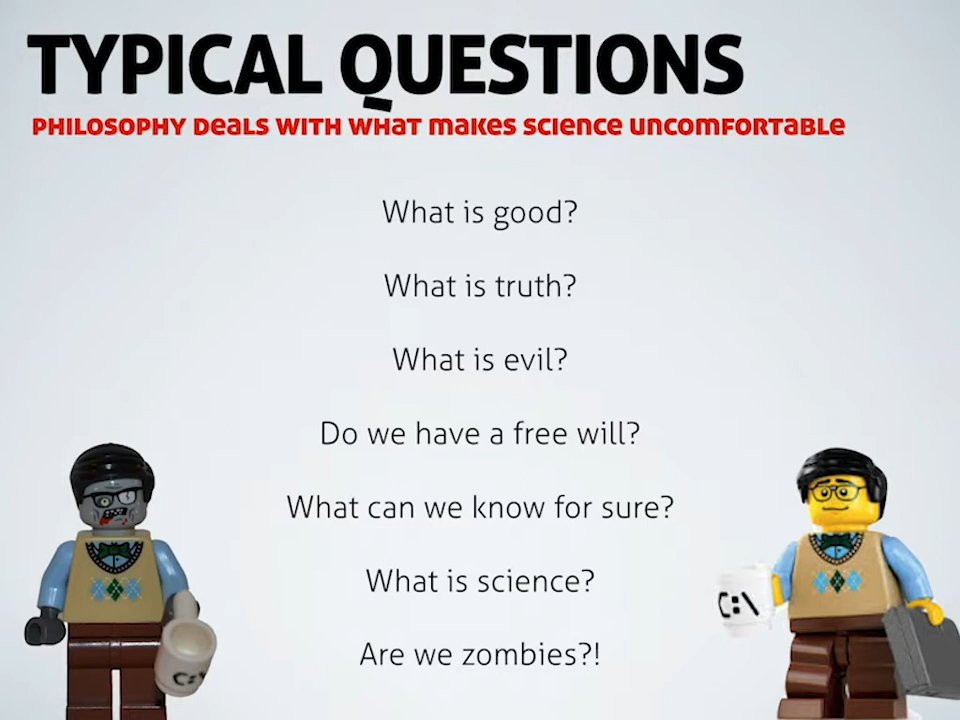 TYPICAL QUESTIONS
PHILOSOPHY Deals WITH WHAT makes science uncomfortable
What is good?
What is truth?
What is evil?
Do we have a free will?
What can we know for sure?
What is science?
Are we zombies?!
C:\
C:\